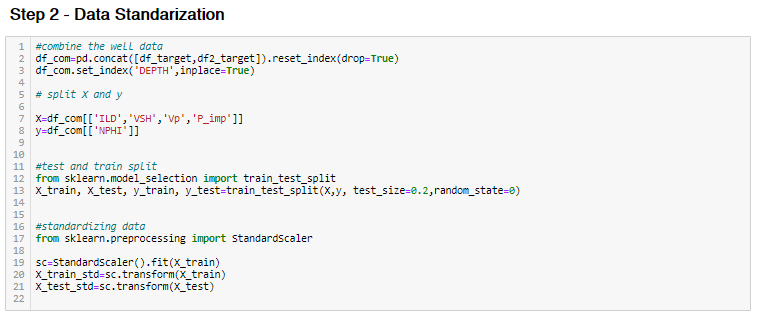 Step 2 - Data Standarization
1 #combine the well data
2 df_com=pd.concat([df_target,df2_target]).reset_index(drop=True)
3 df_com.set_index('DEPTH',inplace=True)
4
5 # split X and y
6
7 X=df_com[['ILD','VSH','Vp','P_imp']]
8 y=df_com[['NPHI']]
9
10
11 #test and train split
12 from sklearn.model_selection import train_test_split
13 X_train, X_test, y_train, y_test=train_test_split(X,y, test_size=0.2,random_state=0)
14
15
16 #standardizing data
17 from sklearn.preprocessing import StandardScaler
18
19 sc=StandardScaler().fit(X_train)
20 X_train_std=sc.transform(X_train)
21 X_test_std=sc.transform(X_test)
22